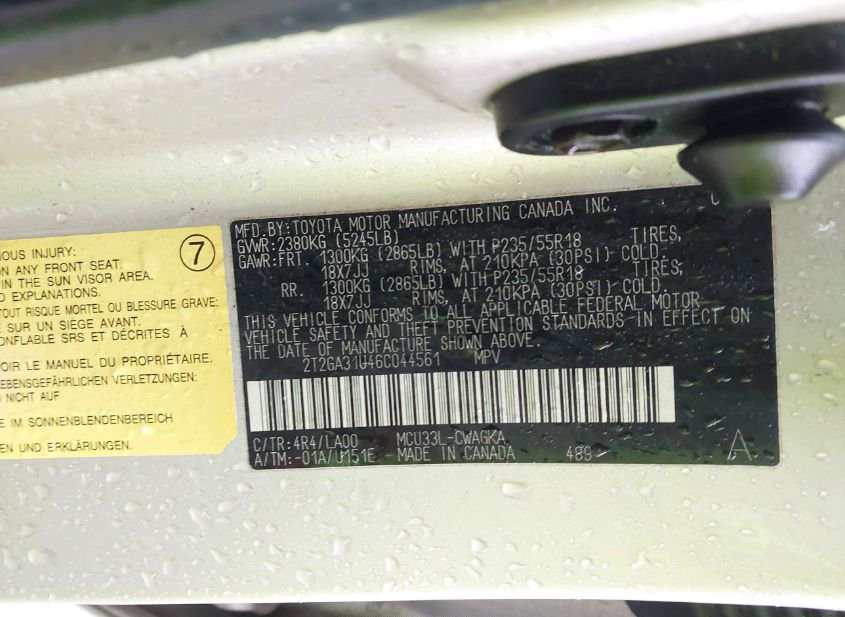 IOUS INJURY:
ON ANY FRONT SEAT.
IN THE SUN VISOR AREA.
D EXPLANATIONS.
TOUT RISQUE MORTEL OU BLESSURE GRAVE:
SUR UN SIÈGE AVANT.
ONFLABLE SRS ET DÉCRITES À
OIR LE MANUEL DU PROPRIÉTAIRE.
EBENSGEFÄHRLICHEN VERLETZUNGEN:
NICHT AUF
E IM SONNENBLENDENBEREICH
EN UND ERKLÄRUNGEN.
7
MFD.BY:TOYOTA MOTOR MANUFACTURING CANADA INC.
GVWR:2380KG (5245LB)
GAWR:FRT. 1300KG (2865LB) WITH P235/55R18 TIRES,
18X7JJ RIMS, AT 210KPA (30PSI) COLD.
RR. 1300KG (2865LB) WITH P235/55R18 TIRES,
18X7JJ RIMS, AT 210KPA (30PSI) COLD.
THIS VEHICLE CONFORMS TO ALL APPLICABLE FEDERAL MOTOR
VEHICLE SAFETY AND THEFT PREVENTION STANDARDS IN EFFECT ON
THE DATE OF MANUFACTURE SHOWN ABOVE.
2T2GA31U46C044561 MPV
C/TR:4R4/LA00 MCU33L-CWAGKA
A/TM:-01A/U151E MADE IN CANADA 489
A